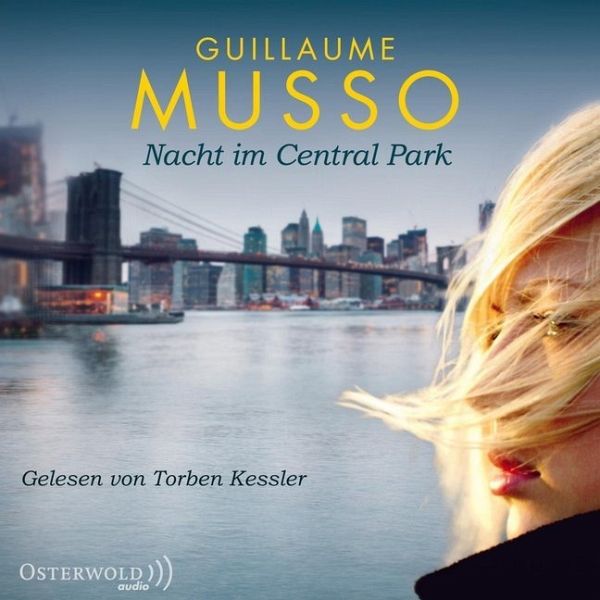 GUILLAUME
MUSSO
Nacht im Central Park
Gelesen von Torben Kessler
OSTERWOLD
audio